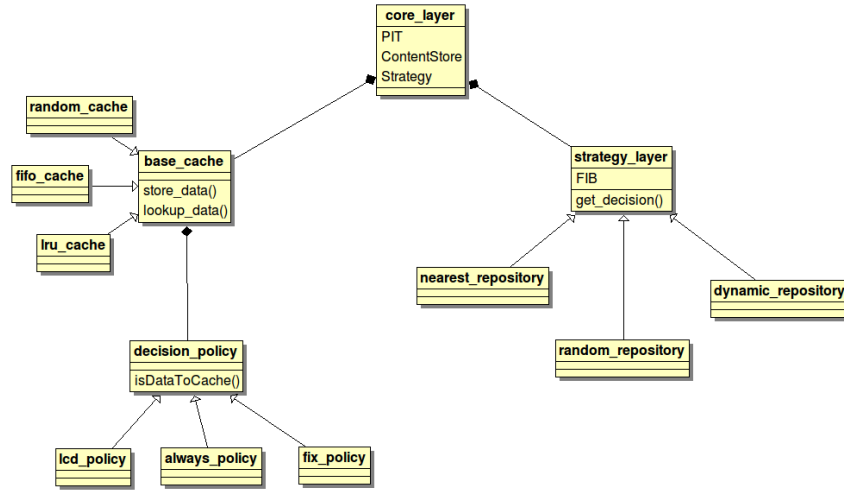 core_layer
PIT
ContentStore
Strategy
random_cache
base_cache
store_data()
lookup_data()
fifo_cache
lru_cache
strategy_layer
FIB
get_decision()
nearest_repository
dynamic_repository
random_repository
decision_policy
isDataToCache()
lcd_policy
always_policy
fix_policy